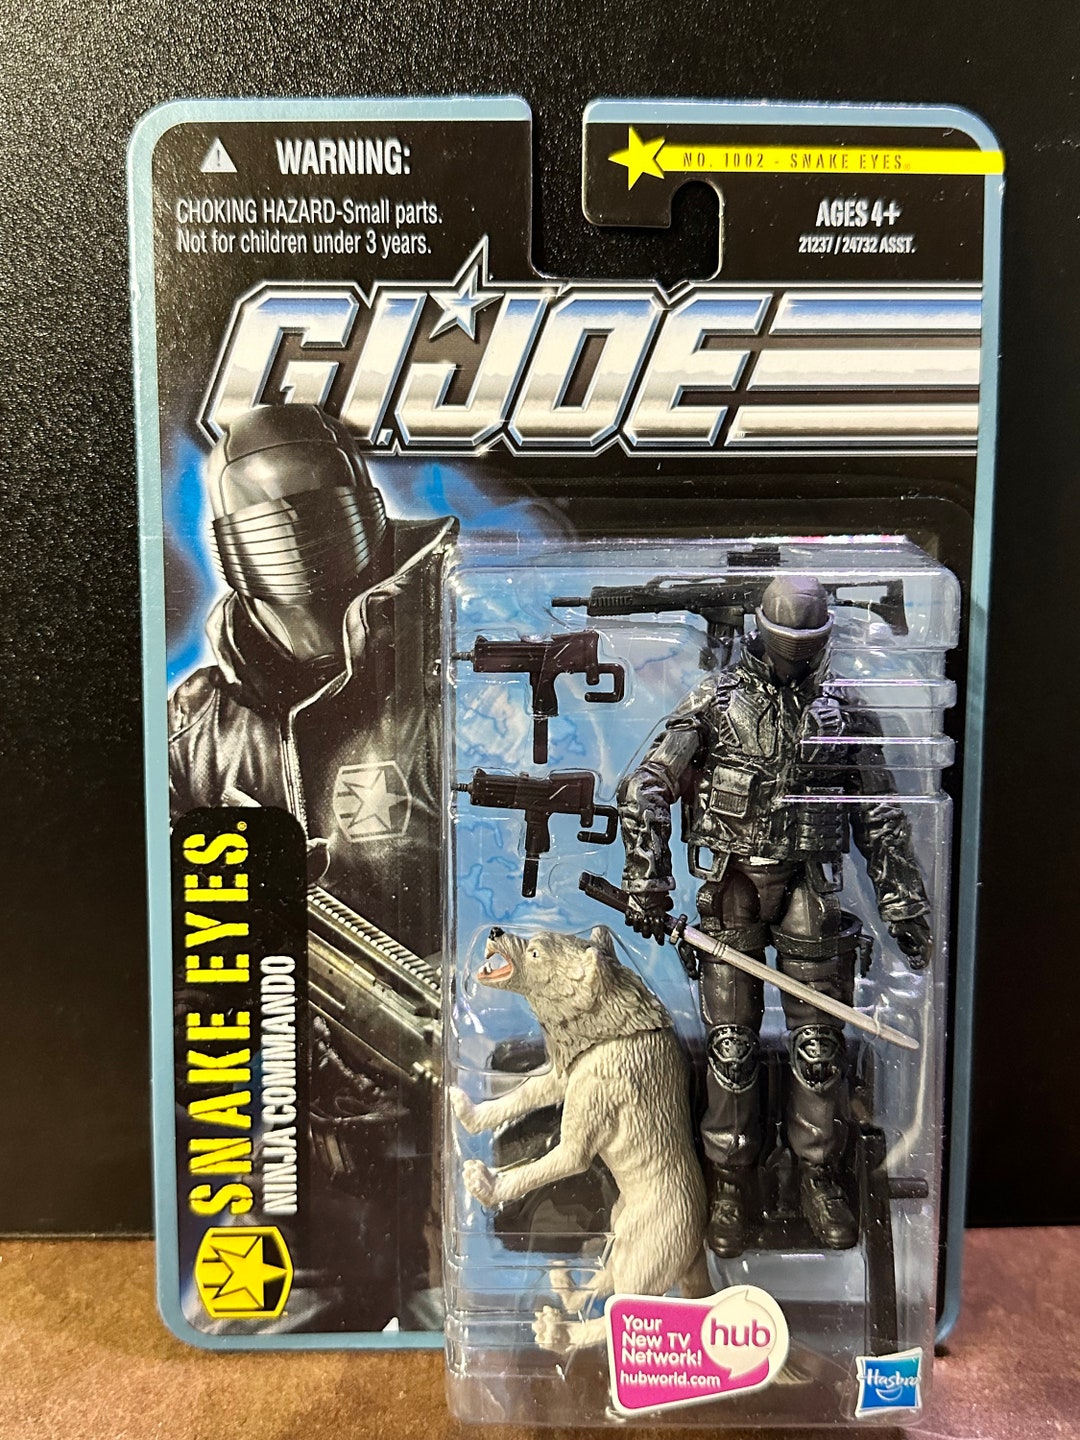 WARNING:
CHOKING HAZARD-Small parts.
Not for children under 3 years.
NO. 1002 - SNAKE EYES
AGES 4+
21237 / 24732 ASST.
G.I. JOE
SNAKE EYES®
NINJA COMMANDO
Your
New TV
Network!
hubworld.com
hub
Hasbro